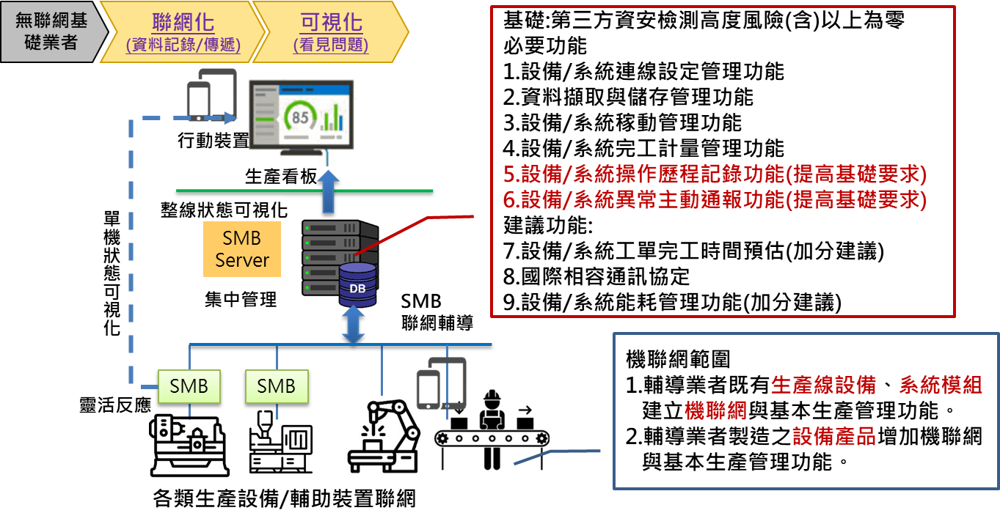 無聯網基
礎業者
聯網化
(資料記錄/傳遞)
可視化
(看見問題)
基礎:第三方資安檢測高度風險(含)以上為零
必要功能
1.設備/系統連線設定管理功能
2.資料擷取與儲存管理功能
3.設備/系統稼動管理功能
4.設備/系統完工計量管理功能
5.設備/系統操作歷程記錄功能(提高基礎要求)
6.設備/系統異常主動通報功能(提高基礎要求)
建議功能:
7.設備/系統工單完工時間預估(加分建議)
8.國際相容通訊協定
9.設備/系統能耗管理功能(加分建議)
85
行動裝置
生產看板
整線狀態可視化
SMB
Server
集中管理
DB
單機狀態可視化
SMB
聯網輔導
SMB
SMB
靈活反應
各類生產設備/輔助裝置聯網
機聯網範圍
1.輔導業者既有生產線設備、系統模組
建立機聯網與基本生產管理功能。
2.輔導業者製造之設備產品增加機聯網
與基本生產管理功能。